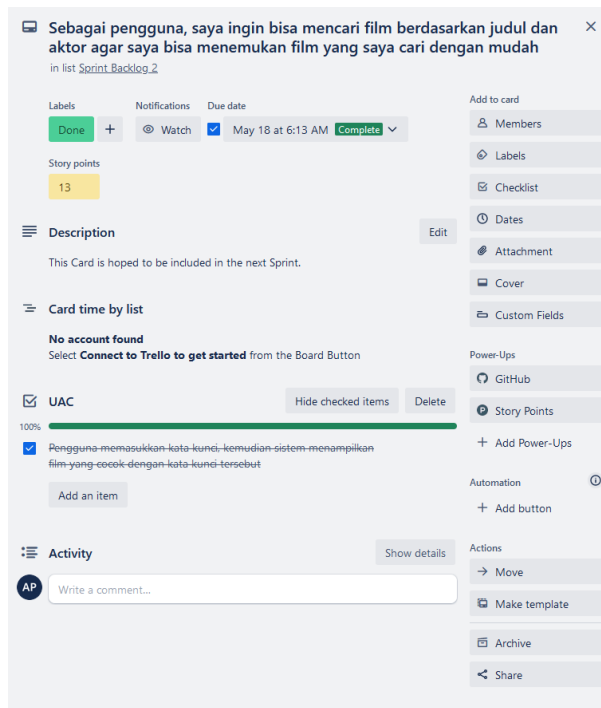 Sebagai pengguna, saya ingin bisa mencari film berdasarkan judul dan
aktor agar saya bisa menemukan film yang saya cari dengan mudah
in list Sprint Backlog 2
Labels
Done
Notifications
Watch
Due date
May 18 at 6:13 AM Complete
Story points
13
Description
Edit
This Card is hoped to be included in the next Sprint.
Card time by list
No account found
Select Connect to Trello to get started from the Board Button
UAC
Hide checked items
Delete
100%
Pengguna memasukkan kata kunci, kemudian sistem menampilkan
film yang cocok dengan kata kunci tersebut
Add an item
Activity
Show details
AP
Write a comment...
Add to card
Members
Labels
Checklist
Dates
Attachment
Cover
Custom Fields
Power-Ups
GitHub
Story Points
+ Add Power-Ups
Automation
+ Add button
Actions
Move
Make template
Archive
Share